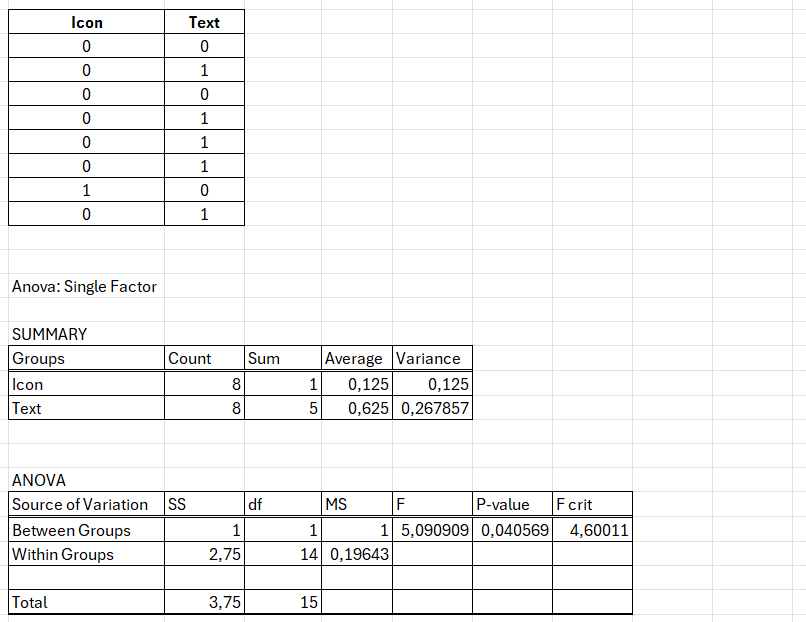 Icon Text
0 0
0 1
0 0
0 1
0 1
0 1
1 0
0 1
Anova: Single Factor
SUMMARY
Groups Count Sum Average Variance
Icon 8 1 0,125 0,125
Text 8 5 0,625 0,267857
ANOVA
Source of Variation SS df MS F P-value F crit
Between Groups 1 1 1 5,090909 0,040569 4,60011
Within Groups 2,75 14 0,19643
Total 3,75 15